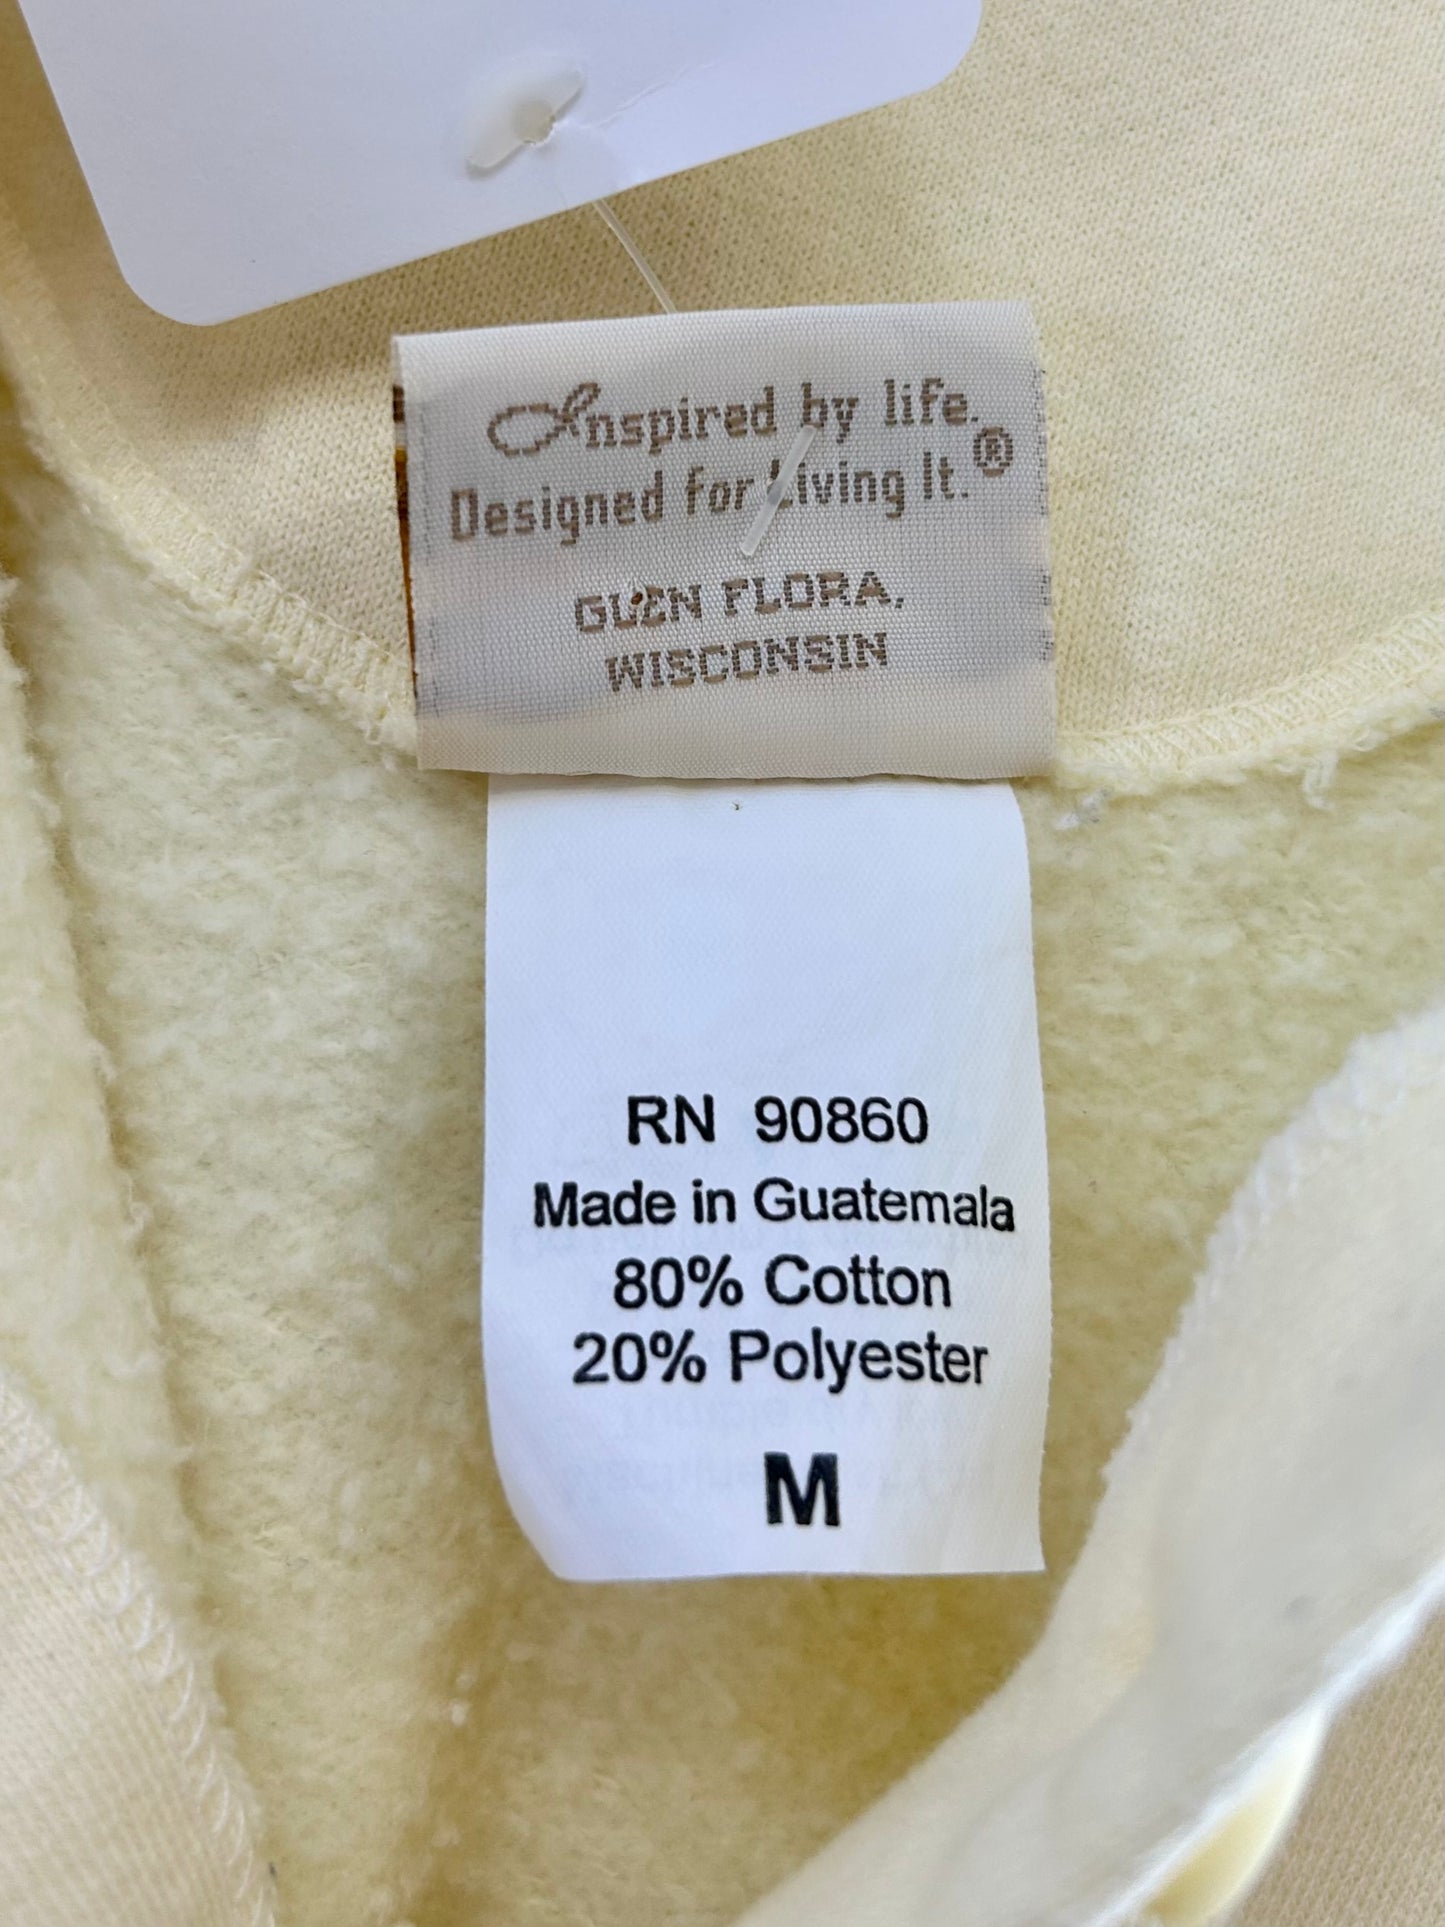 Inspired by life.
Designed for Living It.®
GLEN FLORA,
WISCONSIN
RN 90860
Made in Guatemala
80% Cotton
20% Polyester
M